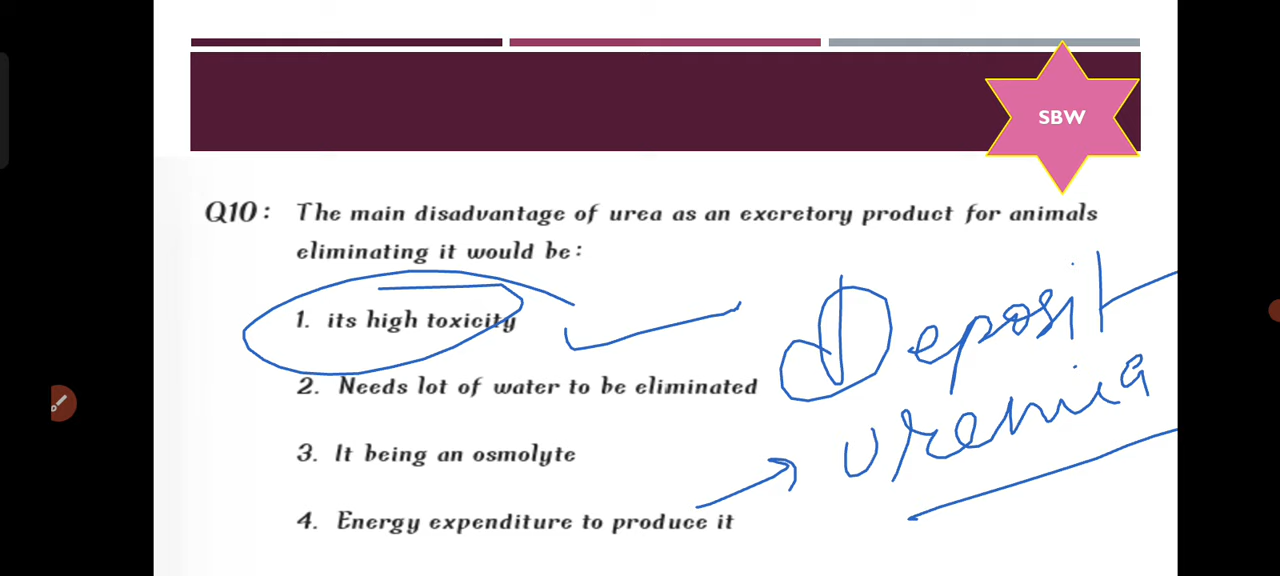 SBW
Q10: The main disadvantage of urea as an excretory product for animals
eliminating it would be:
1. its high toxicity
2. Needs lot of water to be eliminated
3. It being an osmolyte
4. Energy expenditure to produce it
Deposit
uremia